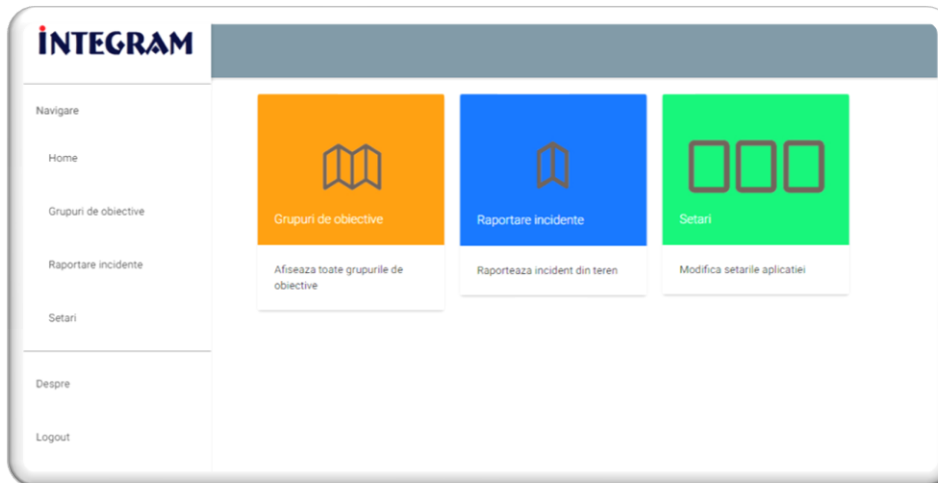 INTEGRAM
Navigare
Home
Grupuri de obiective
Raportare incidente
Setari
Despre
Logout
Grupuri de obiective
Afiseaza toate grupurile de
obiective
Raportare incidente
Raporteaza incident din teren
Setari
Modifica setarile aplicatiei